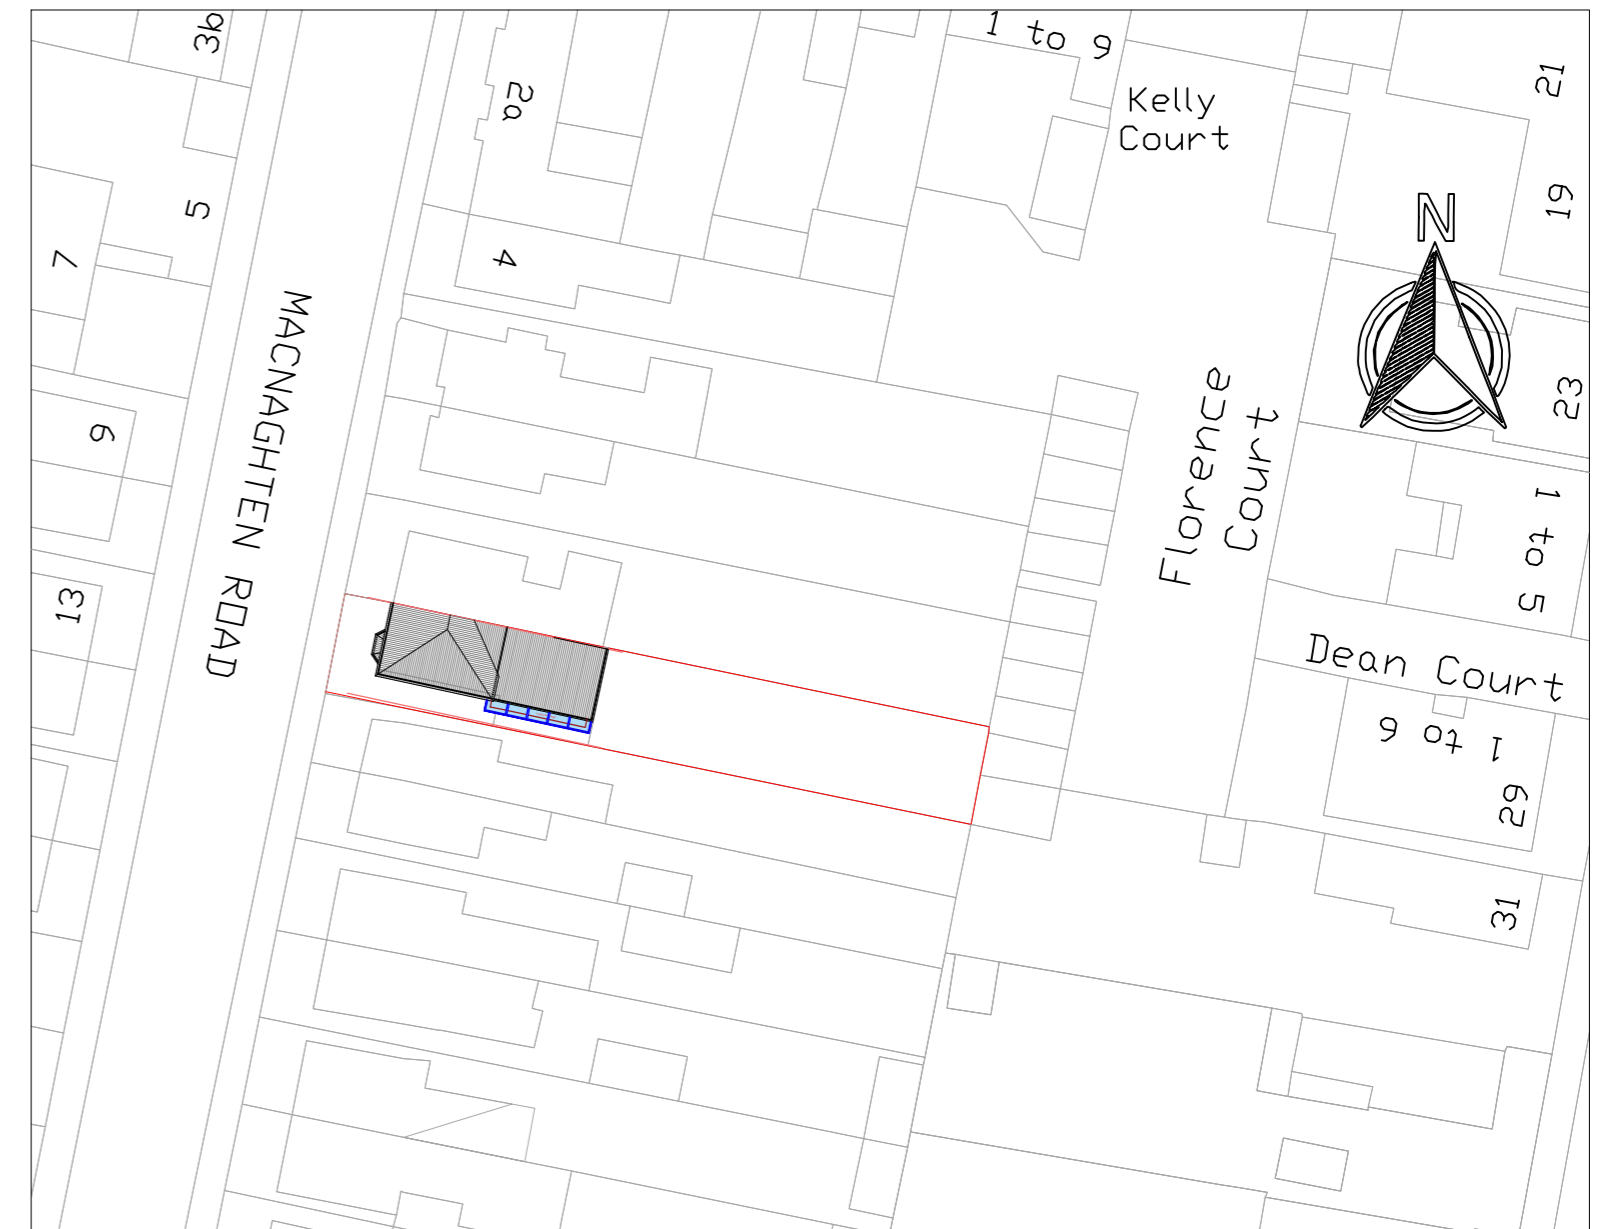 3b
2a
1 to 9
Kelly
Court
21
19
N
5
7
4
MACNAGHTEN ROAD
9
23
Florence
Court
1 to 5
13
Dean Court
1 to 6
29
31